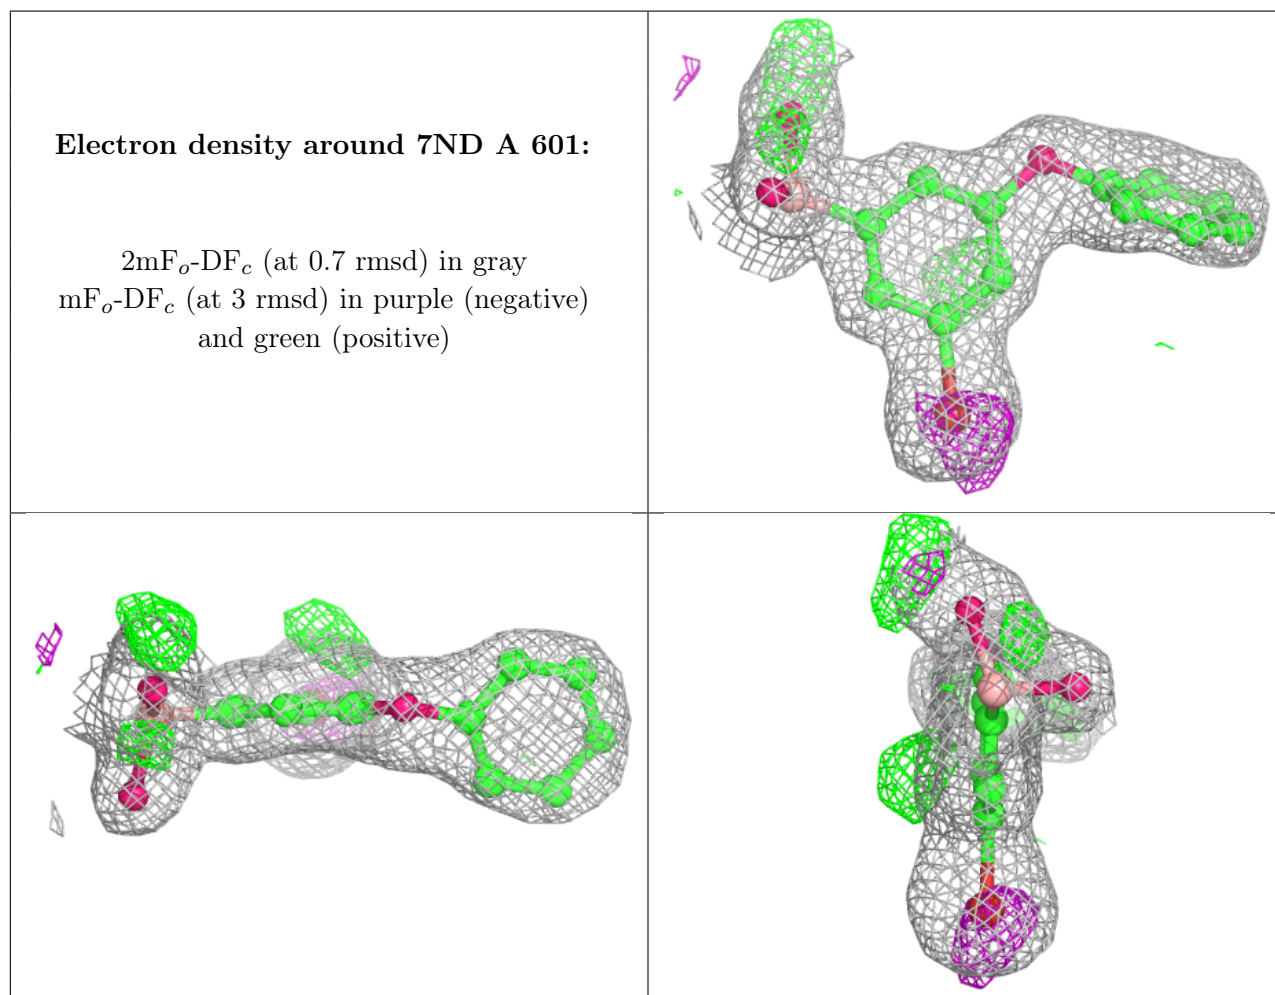 Electron density around 7ND A 601:
2mFo-DFc (at 0.7 rmsd) in gray
mFo-DFc (at 3 rmsd) in purple (negative)
and green (positive)